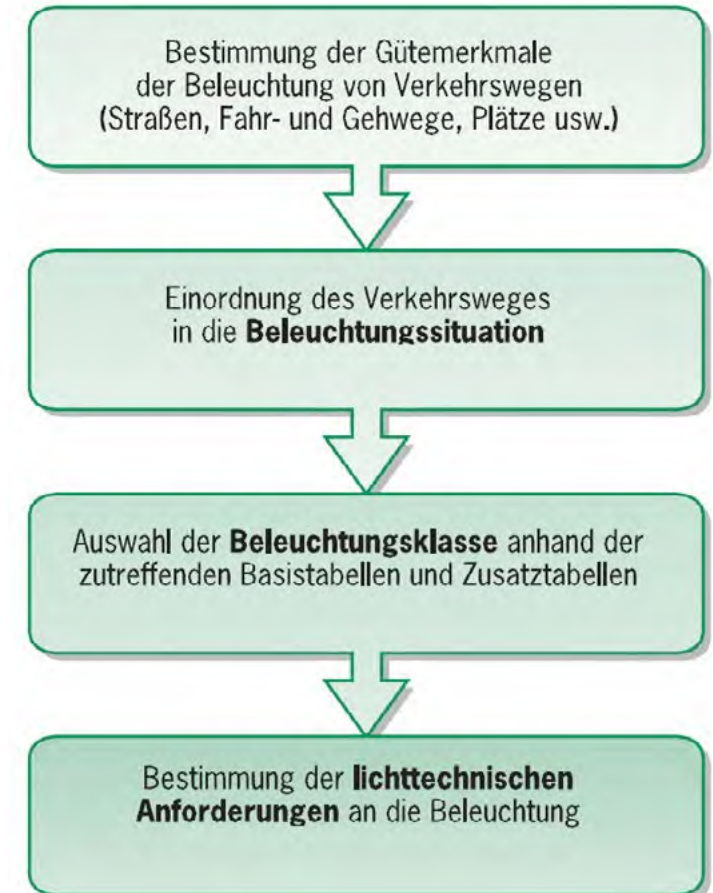 Bestimmung der Gütemerkmale
der Beleuchtung von Verkehrswegen
(Straßen, Fahr- und Gehwege, Plätze usw.)
Einordnung des Verkehrsweges
in die Beleuchtungssituation
Auswahl der Beleuchtungsklasse anhand der
zutreffenden Basistabellen und Zusatztabellen
Bestimmung der lichttechnischen
Anforderungen an die Beleuchtung